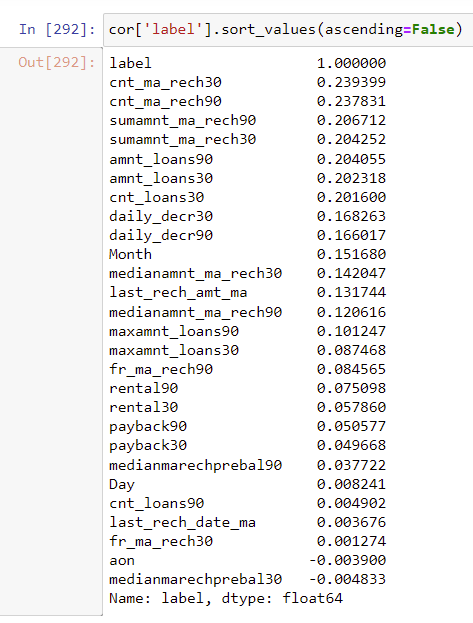 In [292]: cor['label'].sort_values(ascending=False)
Out[292]: label 1.000000
cnt_ma_rech30 0.239399
cnt_ma_rech90 0.237831
sumamnt_ma_rech90 0.206712
sumamnt_ma_rech30 0.204252
amnt_loans90 0.204055
amnt_loans30 0.202318
cnt_loans30 0.201600
daily_decr30 0.168263
daily_decr90 0.166017
Month 0.151680
medianamnt_ma_rech30 0.142047
last_rech_amt_ma 0.131744
medianamnt_ma_rech90 0.120616
maxamnt_loans90 0.101247
maxamnt_loans30 0.087468
fr_ma_rech90 0.084565
rental90 0.075098
rental30 0.057860
payback90 0.050577
payback30 0.049668
medianmarechprebal90 0.037722
Day 0.008241
cnt_loans90 0.004902
last_rech_date_ma 0.003676
fr_ma_rech30 0.001274
aon -0.003900
medianmarechprebal30 -0.004833
Name: label, dtype: float64